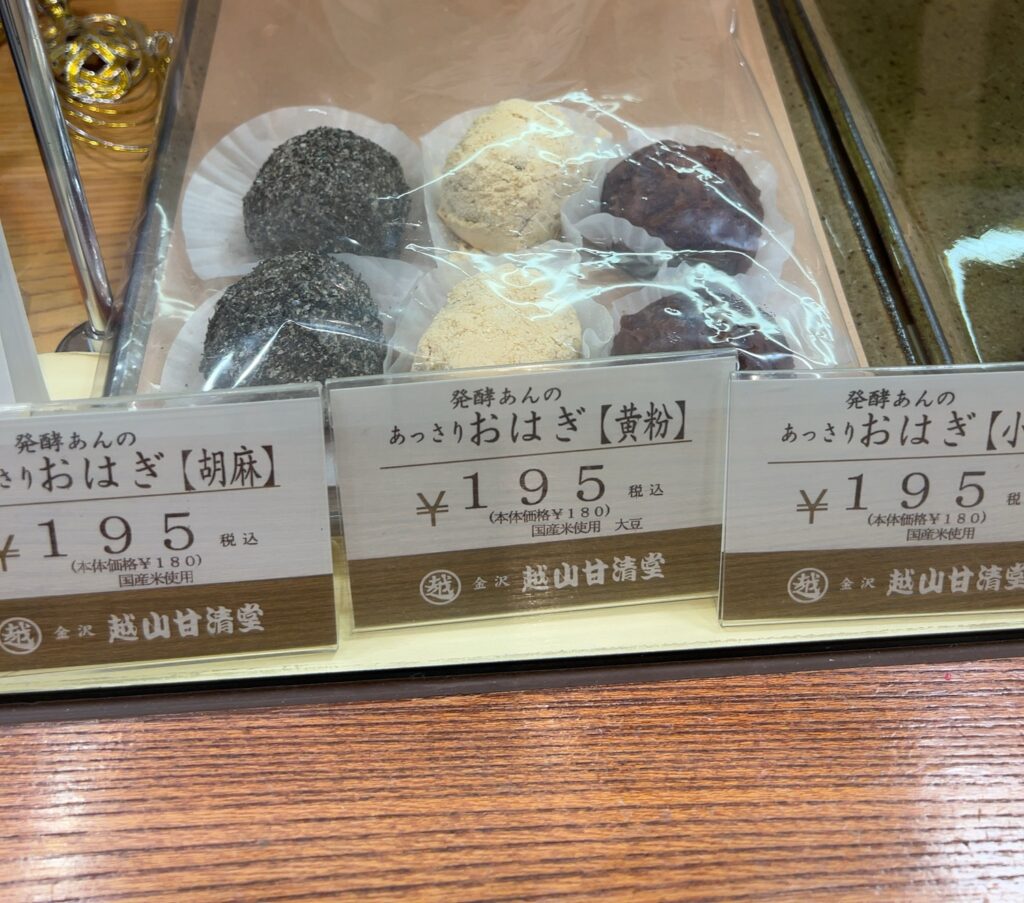 発酵あんの
さりおはぎ【胡麻】
¥195 税込
(本体価格¥180)
国産米使用
越 金沢 越山甘清堂
発酵あんの
あっさりおはぎ【黄粉】
¥195 税込
(本体価格¥180)
国産米使用 大豆
越 金沢 越山甘清堂
発酵あんの
あっさりおはぎ【小
¥195 税
(本体価格¥180)
国産米使用
越 金沢 越山甘清堂